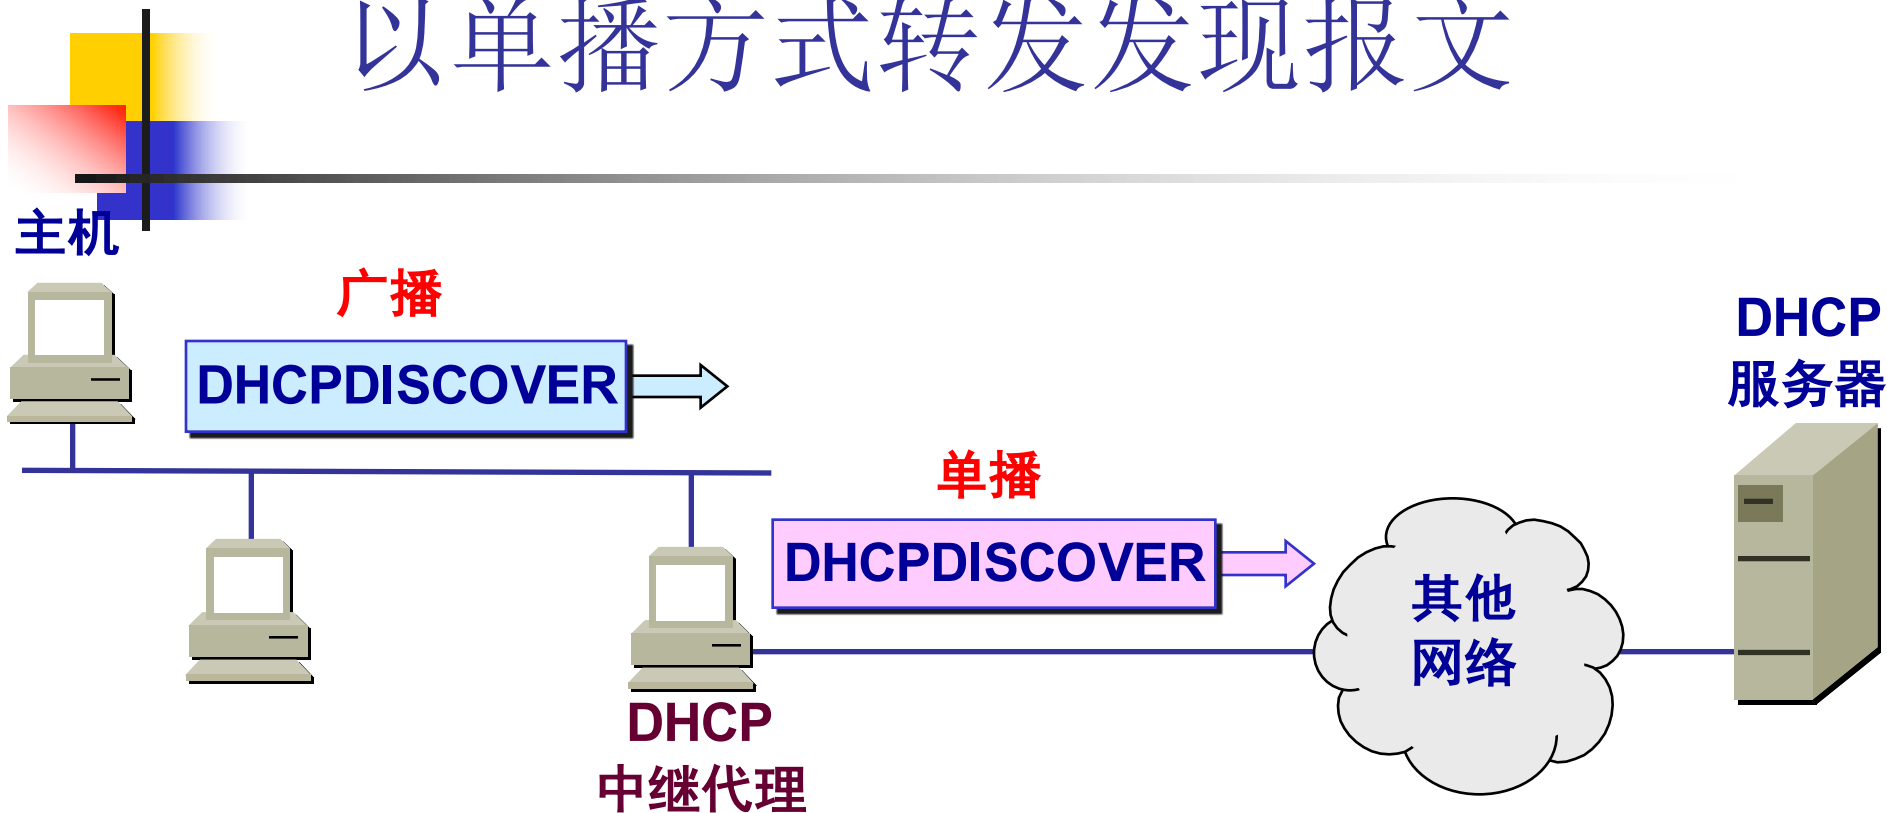 以单播方式转发发现报文
主机
广播
DHCPDISCOVER
DHCP
服务器
单播
DHCPDISCOVER
其他
网络
DHCP
中继代理